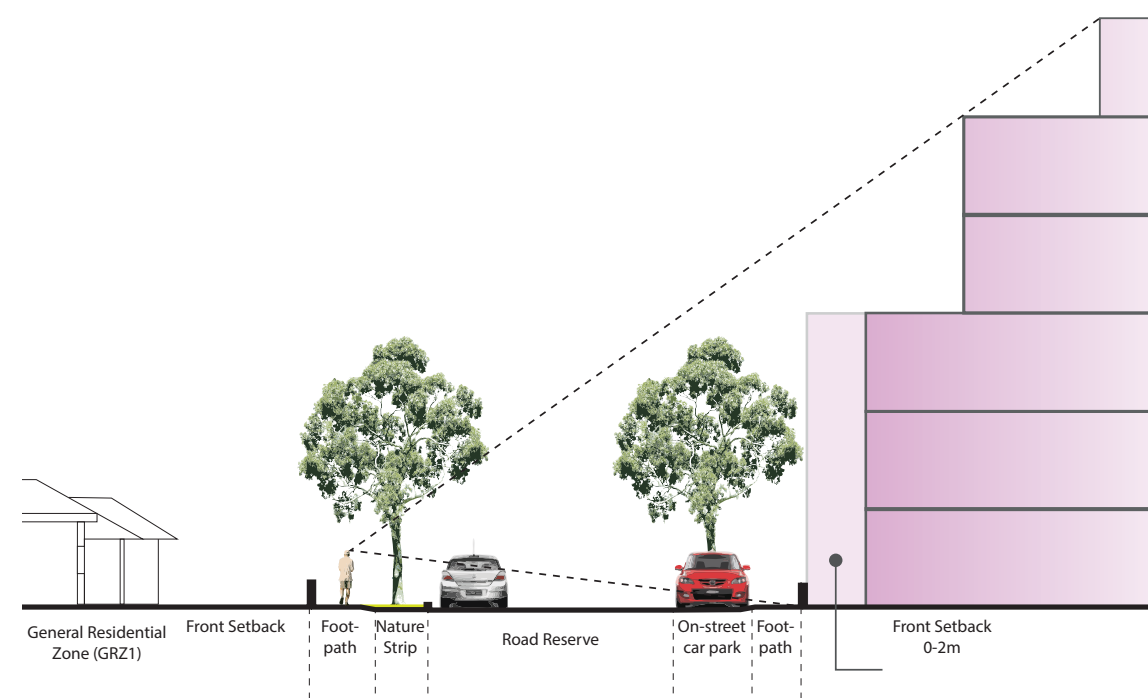 General Residential
Zone (GRZ1)
Front Setback
Foot-
path
Nature
Strip
Road Reserve
On-street
car park
Foot-
path
Front Setback
0-2m